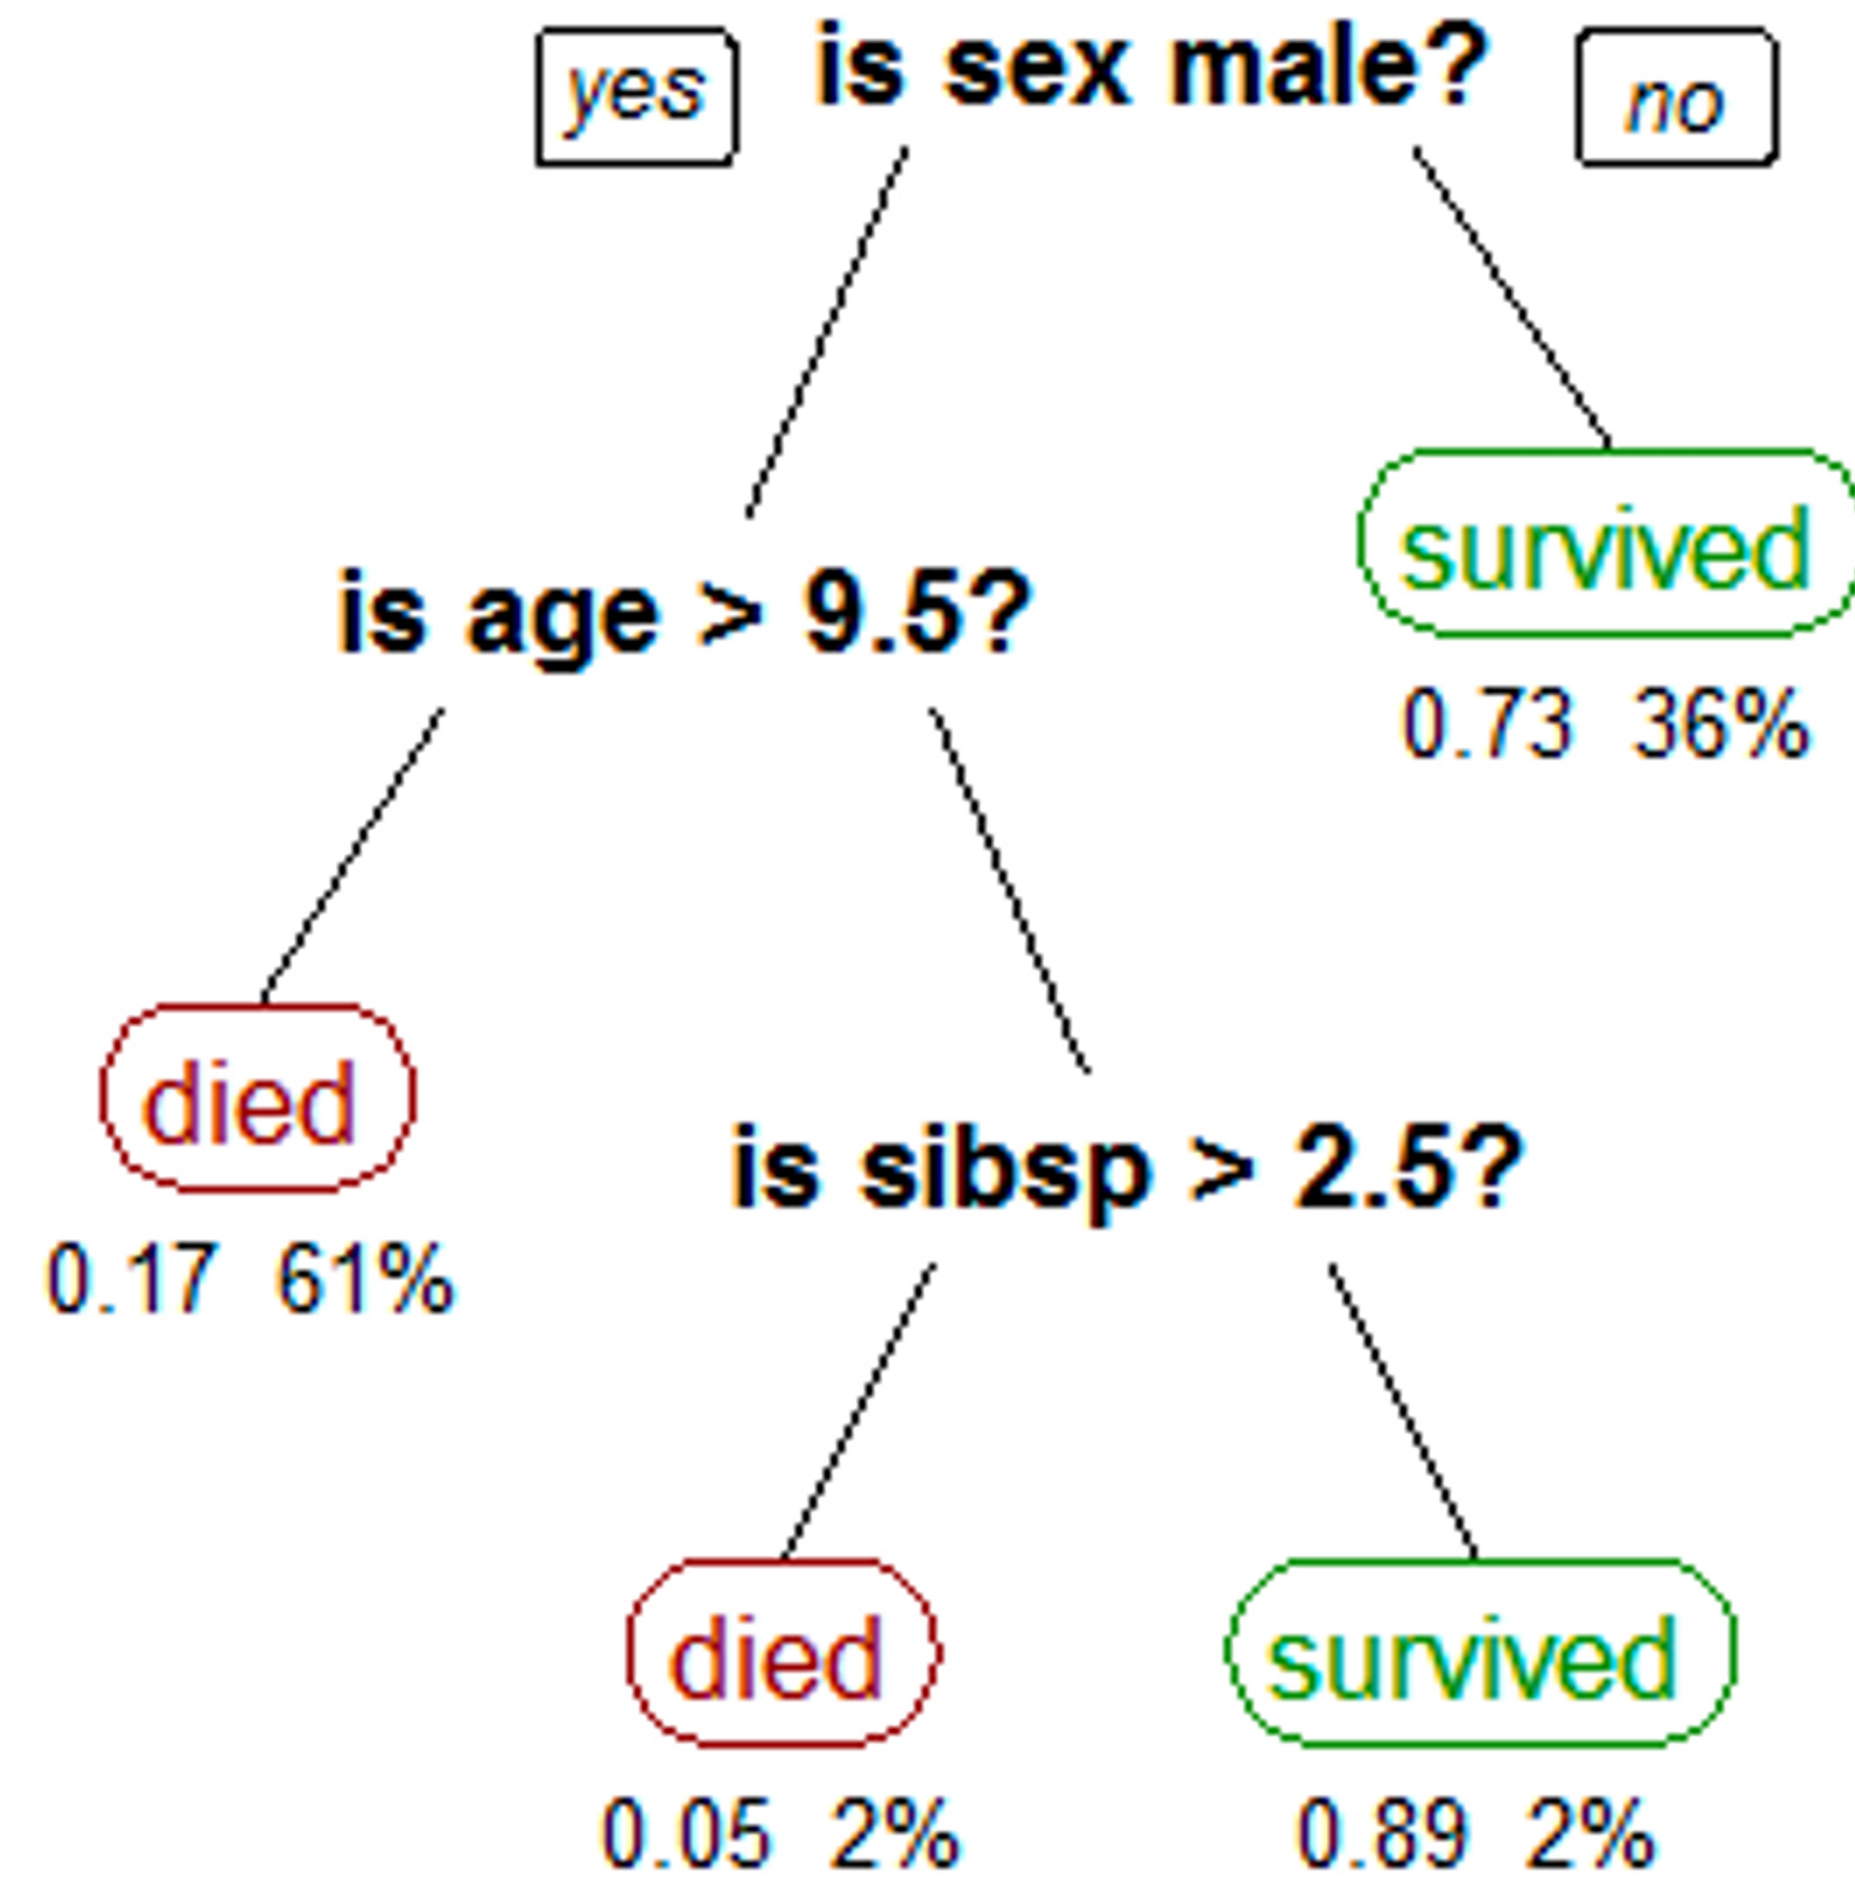 yes is sex male? no
is age > 9.5?
survived
0.73 36%
died
0.17 61%
is sibsp > 2.5?
died survived
0.05 2% 0.89 2%